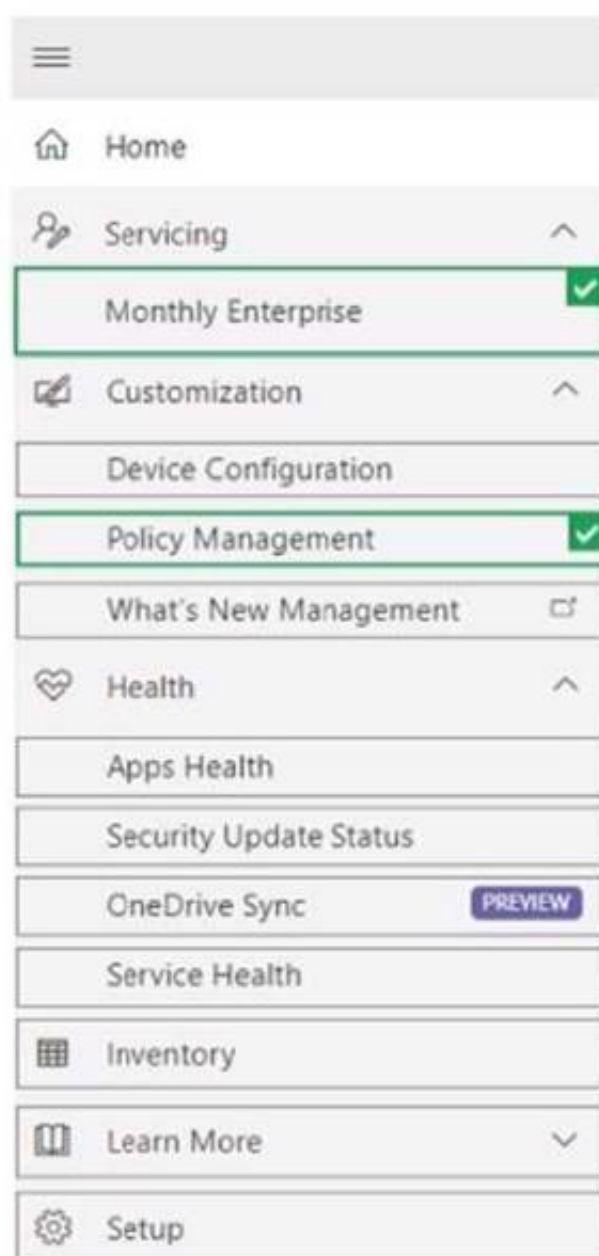 Home
Servicing
Monthly Enterprise
Customization
Device Configuration
Policy Management
What's New Management
Health
Apps Health
Security Update Status
OneDrive Sync PREVIEW
Service Health
Inventory
Learn More
Setup